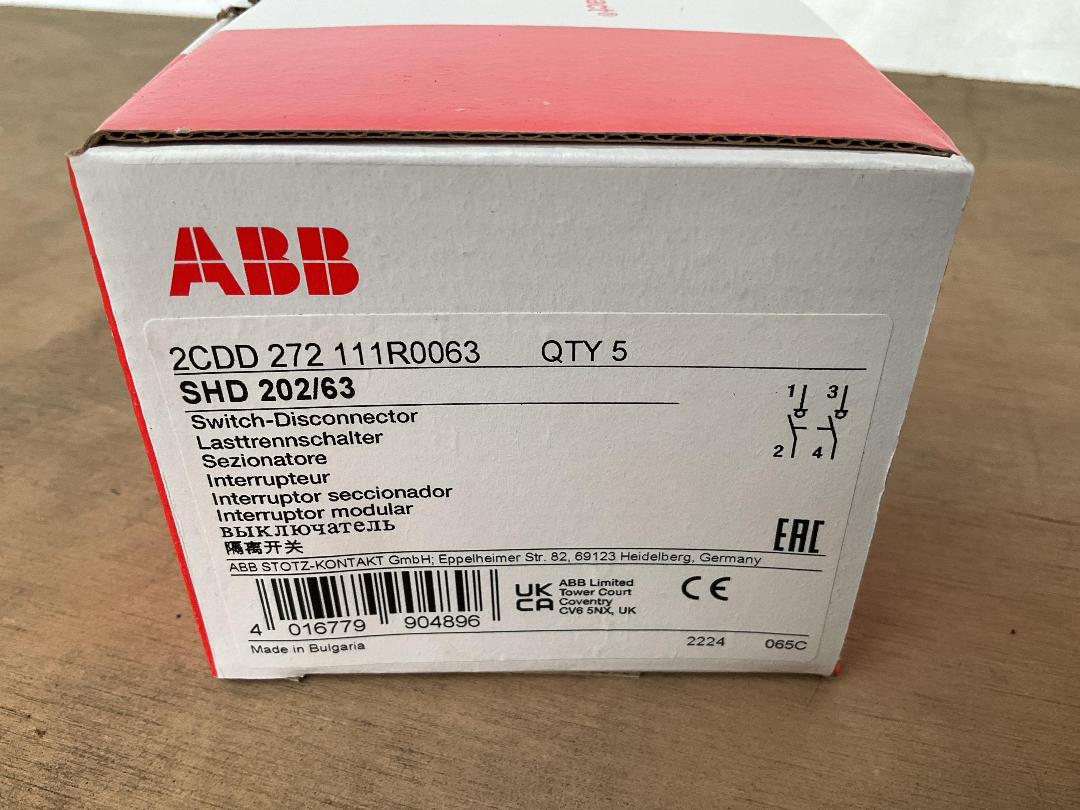 ABB
2CDD 272 111R0063 QTY 5
SHD 202/63
Switch-Disconnector
Lasttrennschalter
Sezionatore
Interrupteur
Interruptor seccionador
Interruptor modular
выключатель
隔离开关
1 3
2 4
EAC
ABB STOTZ-KONTAKT GmbH; Eppelheimer Str. 82, 69123 Heidelberg, Germany
4 016779 904896
UK
CA
ABB Limited
Tower Court
Coventry
CV6 5NX, UK
CE
Made in Bulgaria
2224 065C